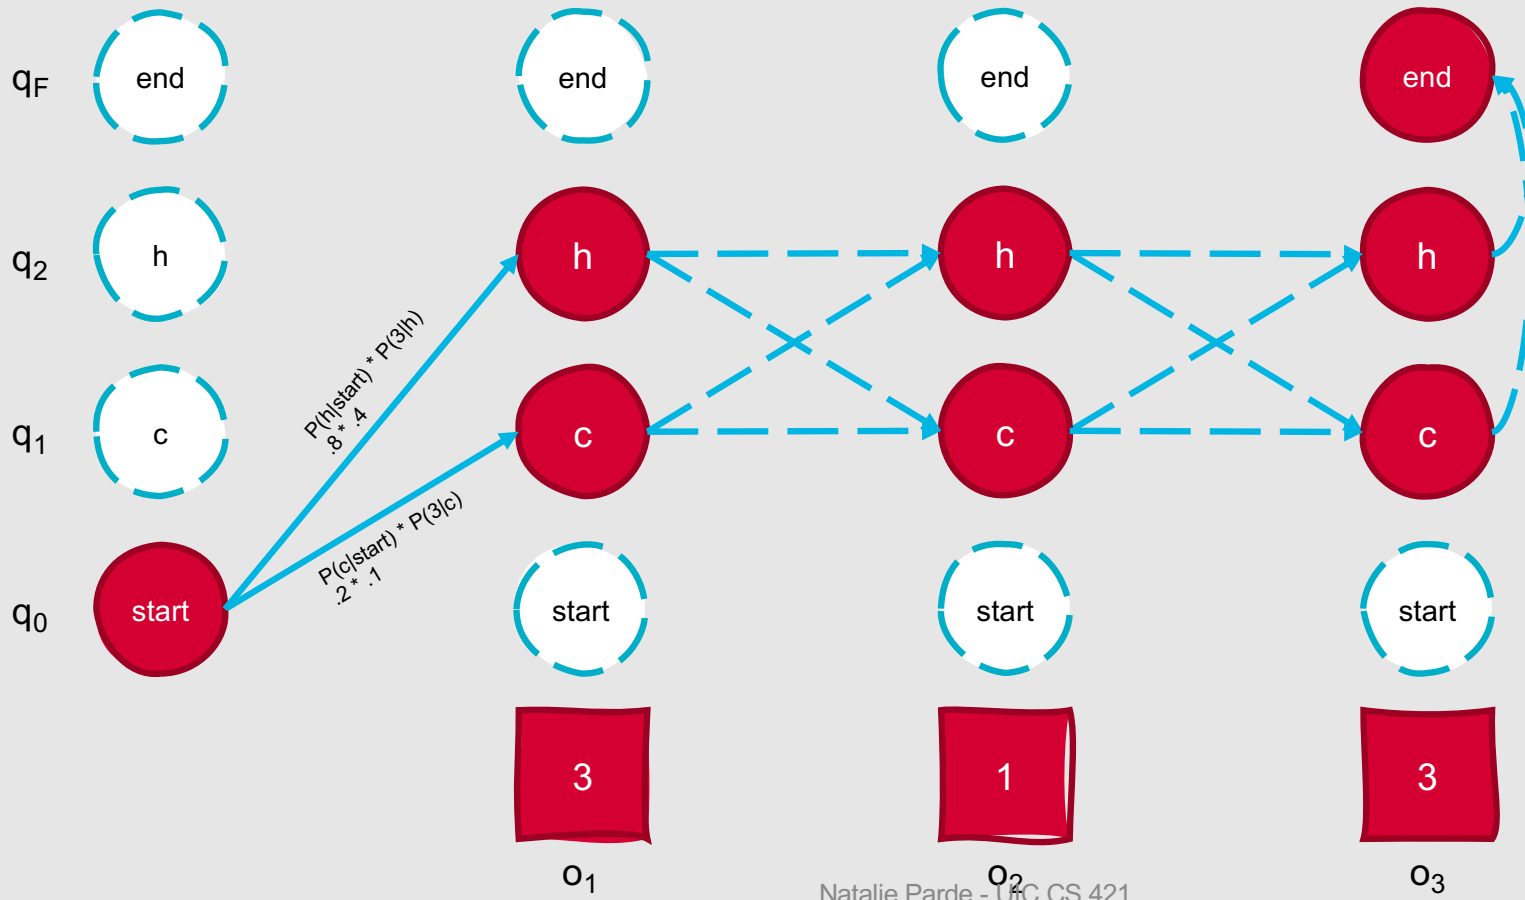 qF end end end end
q2 h h h h
P(h|start) * P(3|h)
.8 * .4
q1 c c c c
P(c|start) * P(3|c)
.2 * .1
q0 start start start start
3 1 3
o1 o2 o3
Natalie Parde - UIC CS 421